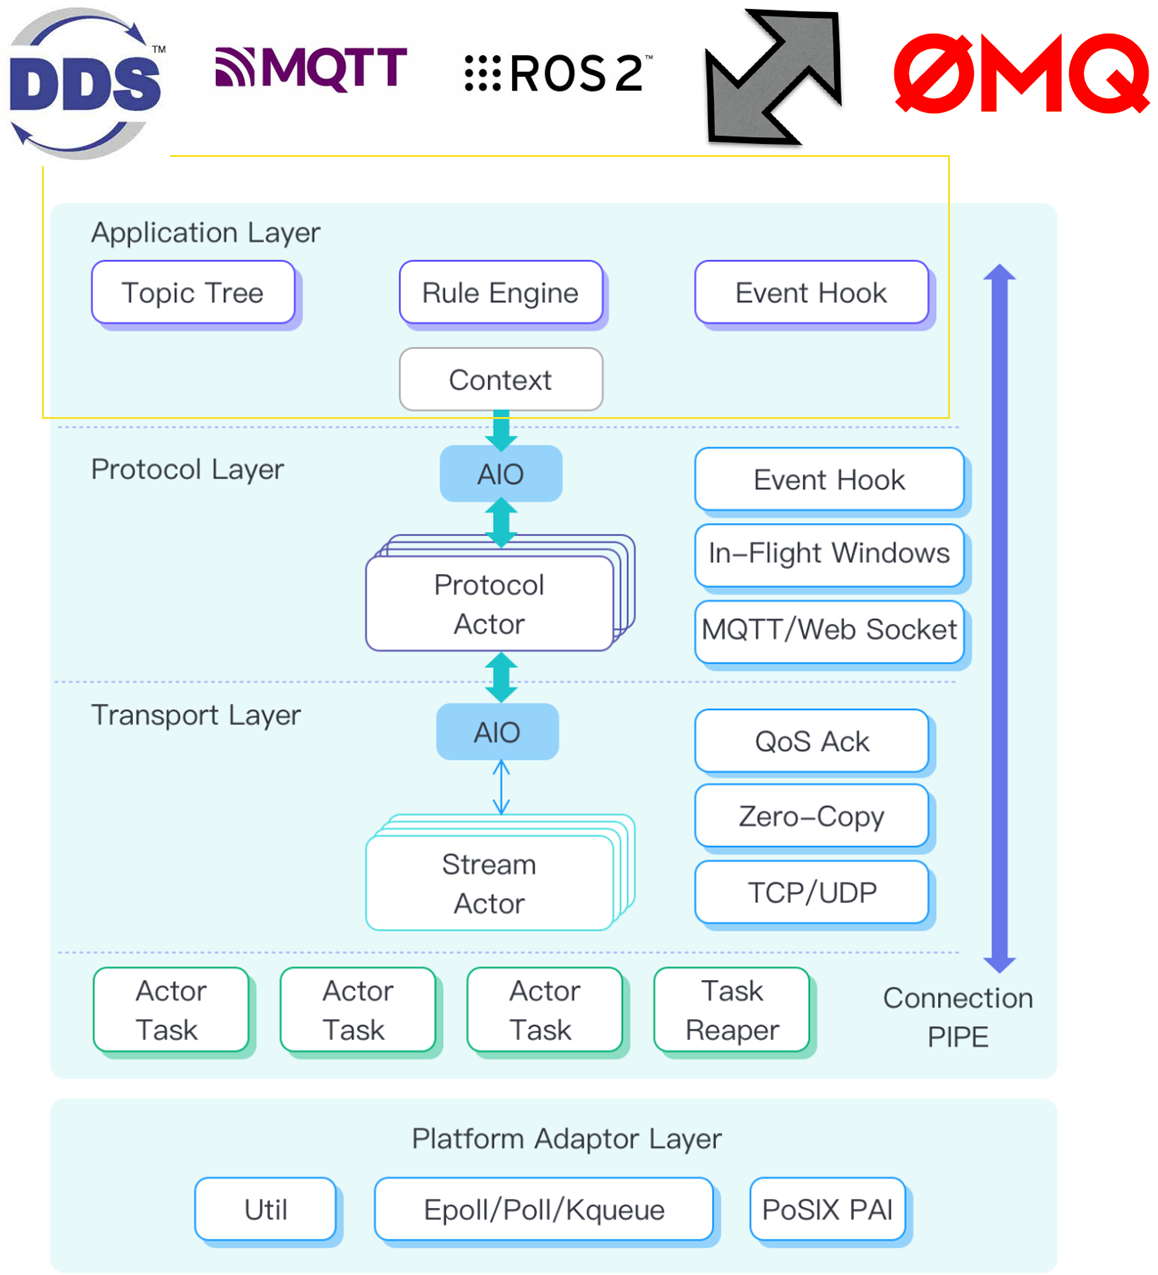 DDS™
MQTT
ROS 2™
ØMQ
Application Layer
Topic Tree
Rule Engine
Event Hook
Context
Protocol Layer
AIO
Event Hook
In-Flight Windows
Protocol
Actor
MQTT/Web Socket
Transport Layer
AIO
QoS Ack
Zero-Copy
Stream
Actor
TCP/UDP
Actor
Task
Actor
Task
Actor
Task
Task
Reaper
Connection
PIPE
Platform Adaptor Layer
Util
Epoll/Poll/Kqueue
PoSIX PAI